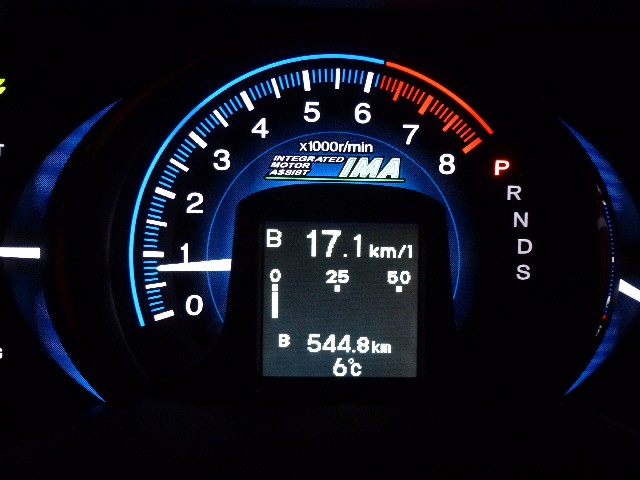 0
1
2
3
4
5
6
7
8
x1000r/min
INTEGRATED
MOTOR
ASSIST
IMA
B 17.1 km/l
0 25 50
B 544.8 km
6℃
P
R
N
D
S